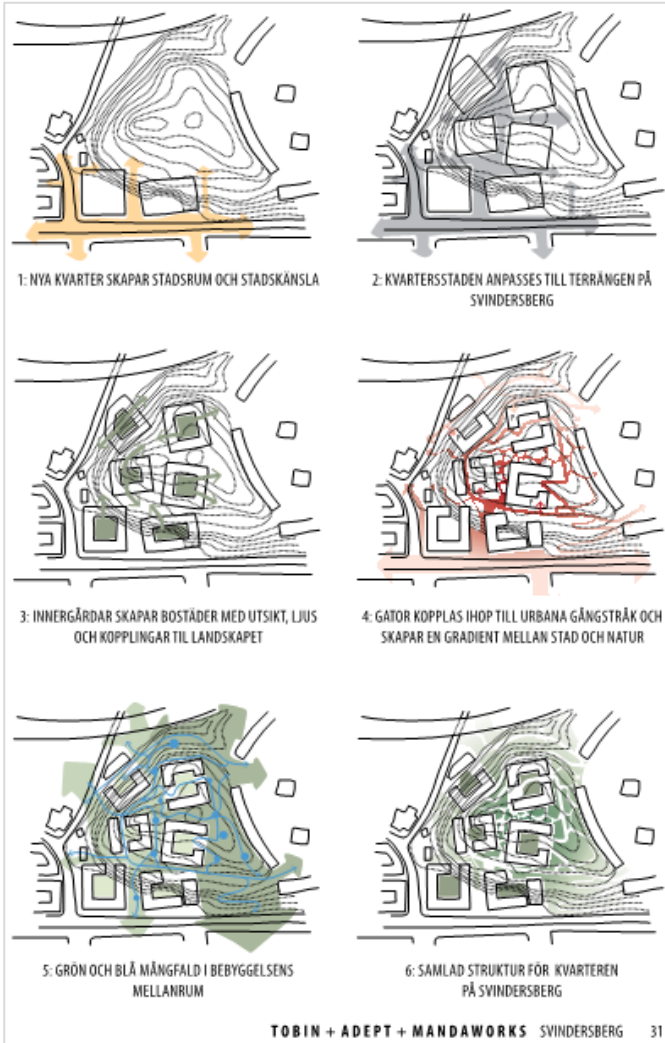 1: NYA KVARTER SKAPAR STADSRUM OCH STADSKÄNSLA
2: KVARTERSSTADEN ANPASSES TILL TERRÄNGEN PÅ
SVINDERSBERG
3: INNERGÅRDAR SKAPAR BOSTÄDER MED UTSIKT, LJUS
OCH KOPPLINGAR TIL LANDSKAPET
4: GATOR KOPPLAS IHOP TILL URBANA GÅNGSTRÅK OCH
SKAPAR EN GRADIENT MELLAN STAD OCH NATUR
5: GRÖN OCH BLÅ MÅNGFALD I BEBYGGELSENS
MELLANRUM
6: SAMLAD STRUKTUR FÖR KVARTEREN
PÅ SVINDERSBERG
TOBIN + ADEPT + MANDAWORKS SVINDERSBERG 31